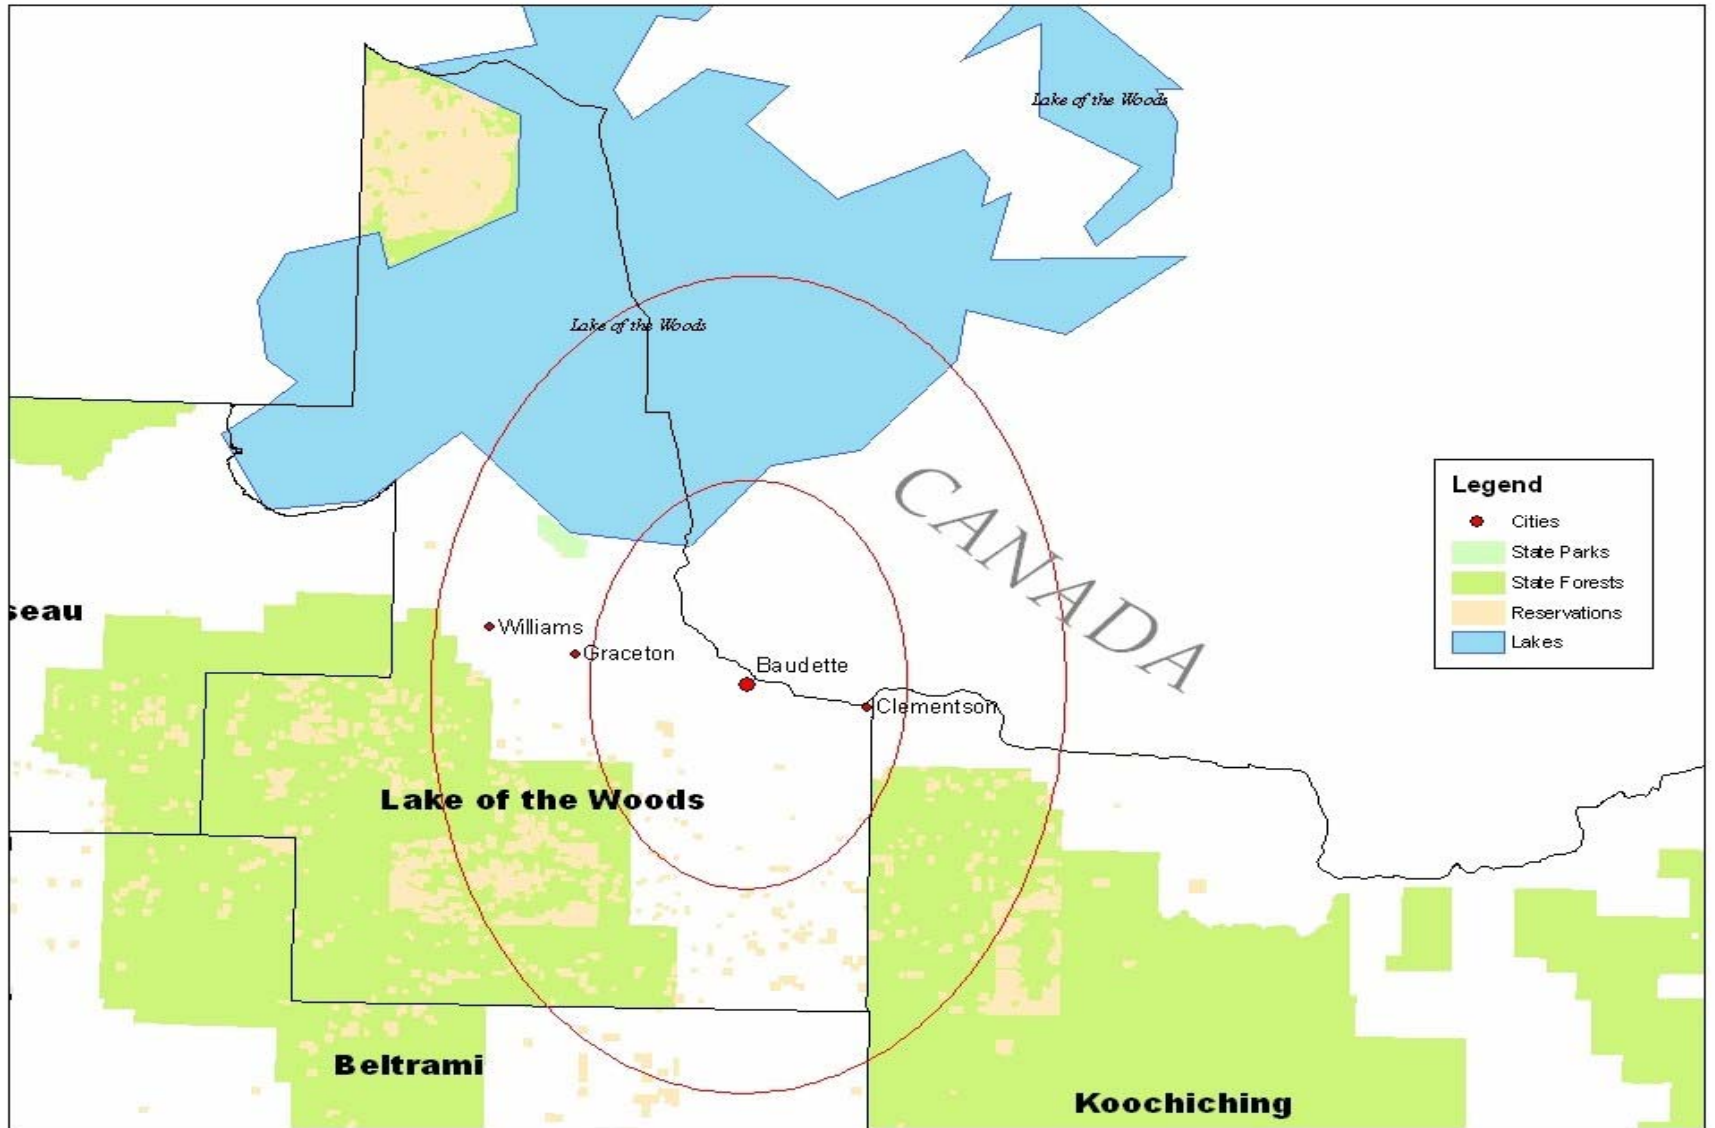 Lake of the Woods
Lake of the Woods
CANADA
Legend
Cities
State Parks
State Forests
Reservations
Lakes
seau
Williams
Graceton
Baudette
Clementson
Lake of the Woods
Beltrami
Koochiching